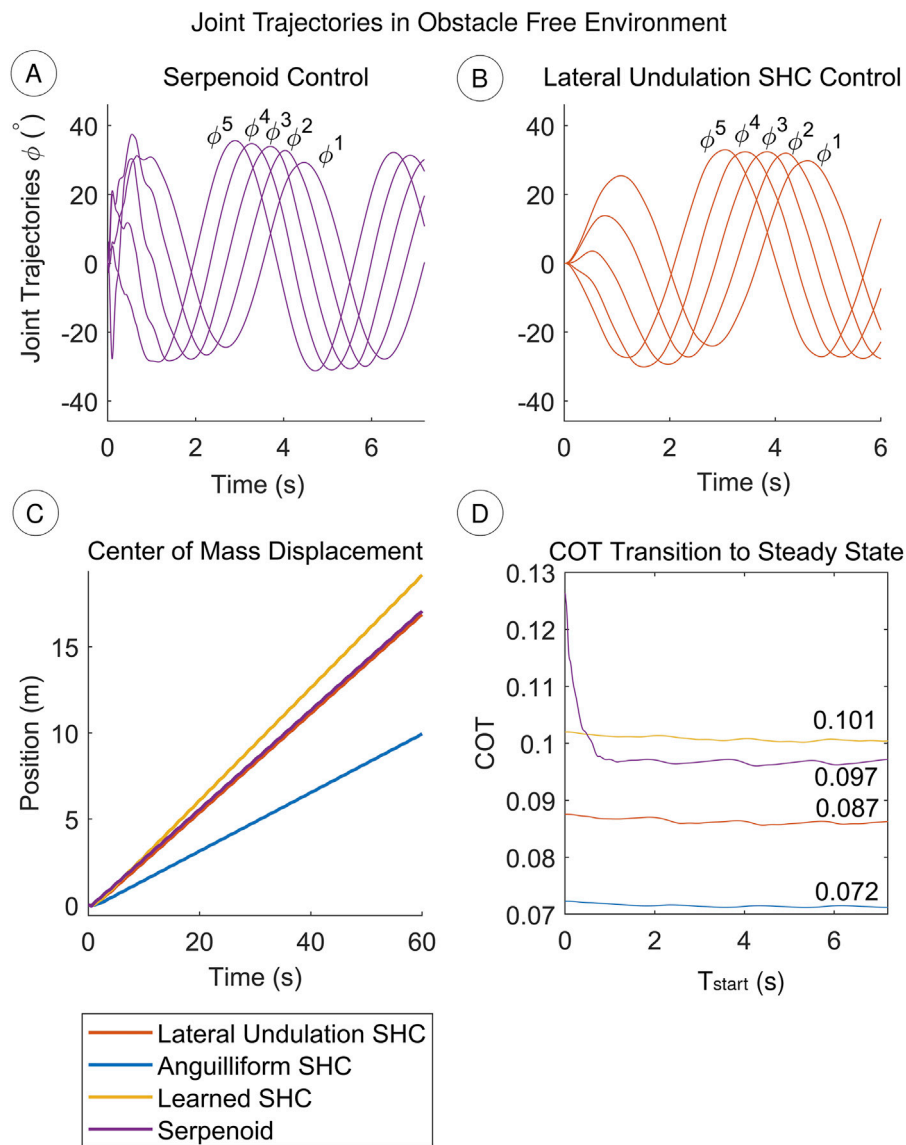 Joint Trajectories in Obstacle Free Environment
A
Serpenoid Control
Joint Trajectories ϕ (°)
40
20
0
-20
-40
ϕ⁵ ϕ⁴ ϕ³ ϕ² ϕ¹
0 2 4 6
Time (s)
B
Lateral Undulation SHC Control
40
20
0
-20
-40
ϕ⁵ ϕ⁴ ϕ³ ϕ² ϕ¹
0 2 4 6
Time (s)
C
Center of Mass Displacement
Position (m)
15
10
5
0
0 20 40 60
Time (s)
D
COT Transition to Steady State
COT
0.13
0.12
0.11
0.1
0.09
0.08
0.07
0.101
0.097
0.087
0.072
0 2 4 6
Tstart (s)
Lateral Undulation SHC
Anguilliform SHC
Learned SHC
Serpenoid